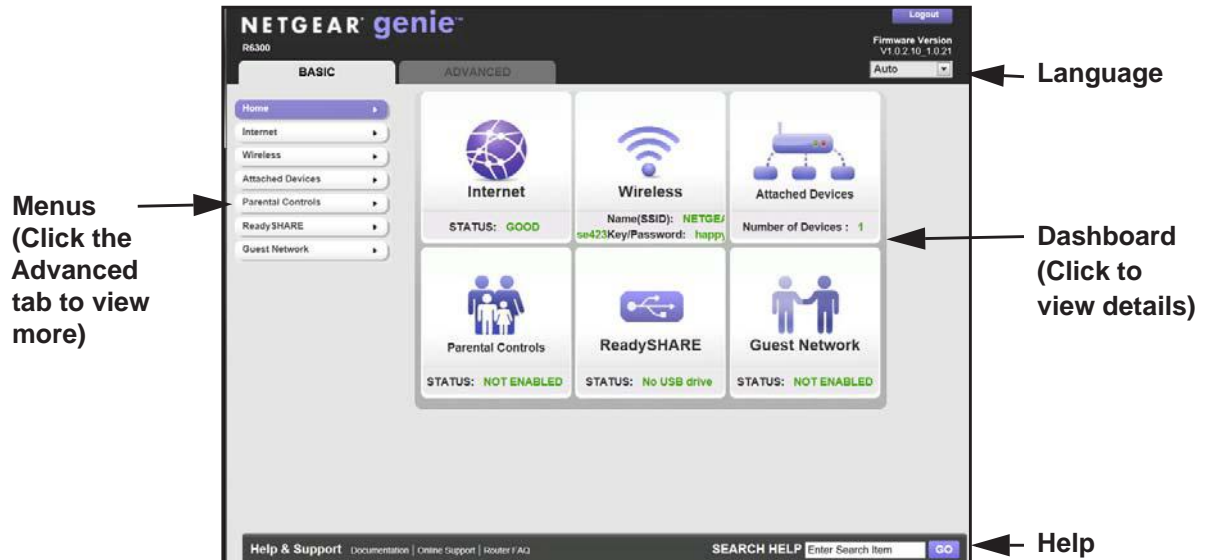 NETGEAR® genie™
R6300
Logout
Firmware Version
V1.0.2.10_1.0.21
Auto
BASIC
ADVANCED
Language
Home
Internet
Wireless
Attached Devices
Parental Controls
ReadySHARE
Guest Network
Menus
(Click the
Advanced
tab to view
more)
Internet
STATUS: GOOD
Wireless
Name(SSID): NETGEA
se423Key/Password: happy
Attached Devices
Number of Devices : 1
Dashboard
(Click to
view details)
Parental Controls
STATUS: NOT ENABLED
ReadySHARE
STATUS: No USB drive
Guest Network
STATUS: NOT ENABLED
Help & Support Documentation | Online Support | Router FAQ
SEARCH HELP Enter Search Item GO
Help